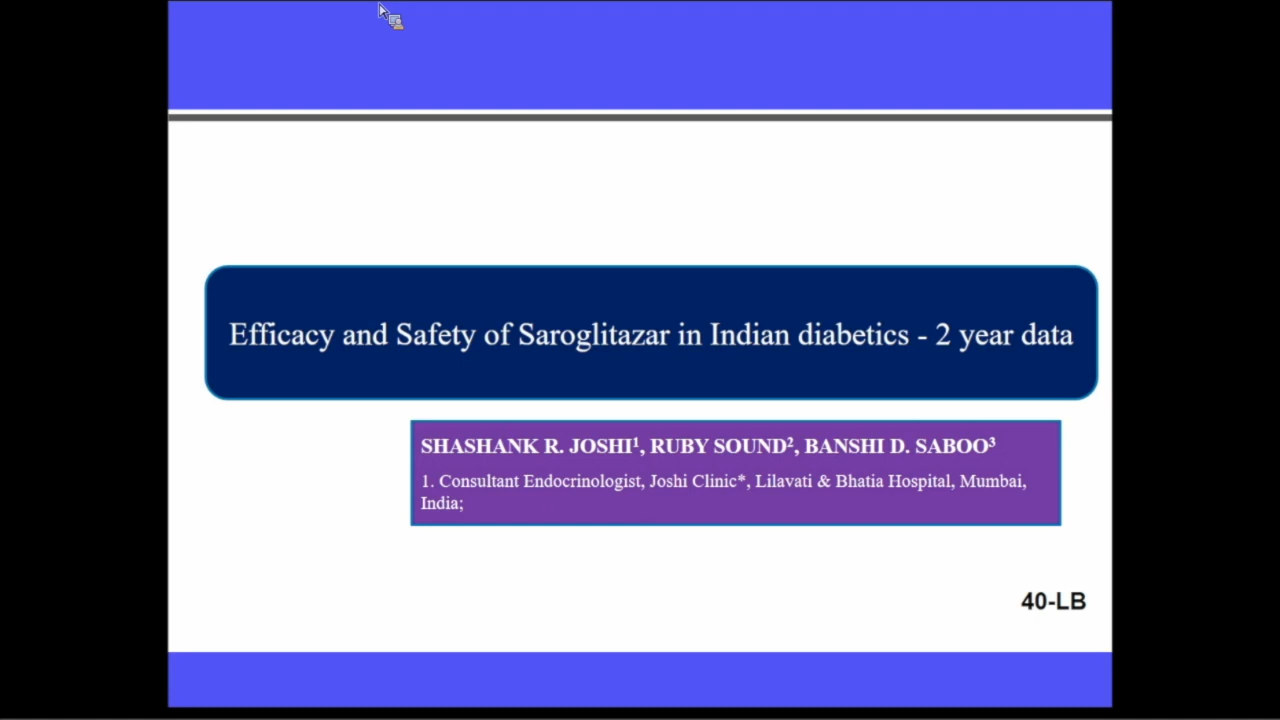 Efficacy and Safety of Saroglitazar in Indian diabetics - 2 year data
SHASHANK R. JOSHI¹, RUBY SOUND², BANSHI D. SABOO³
1. Consultant Endocrinologist, Joshi Clinic*, Lilavati & Bhatia Hospital, Mumbai,
India;
40-LB